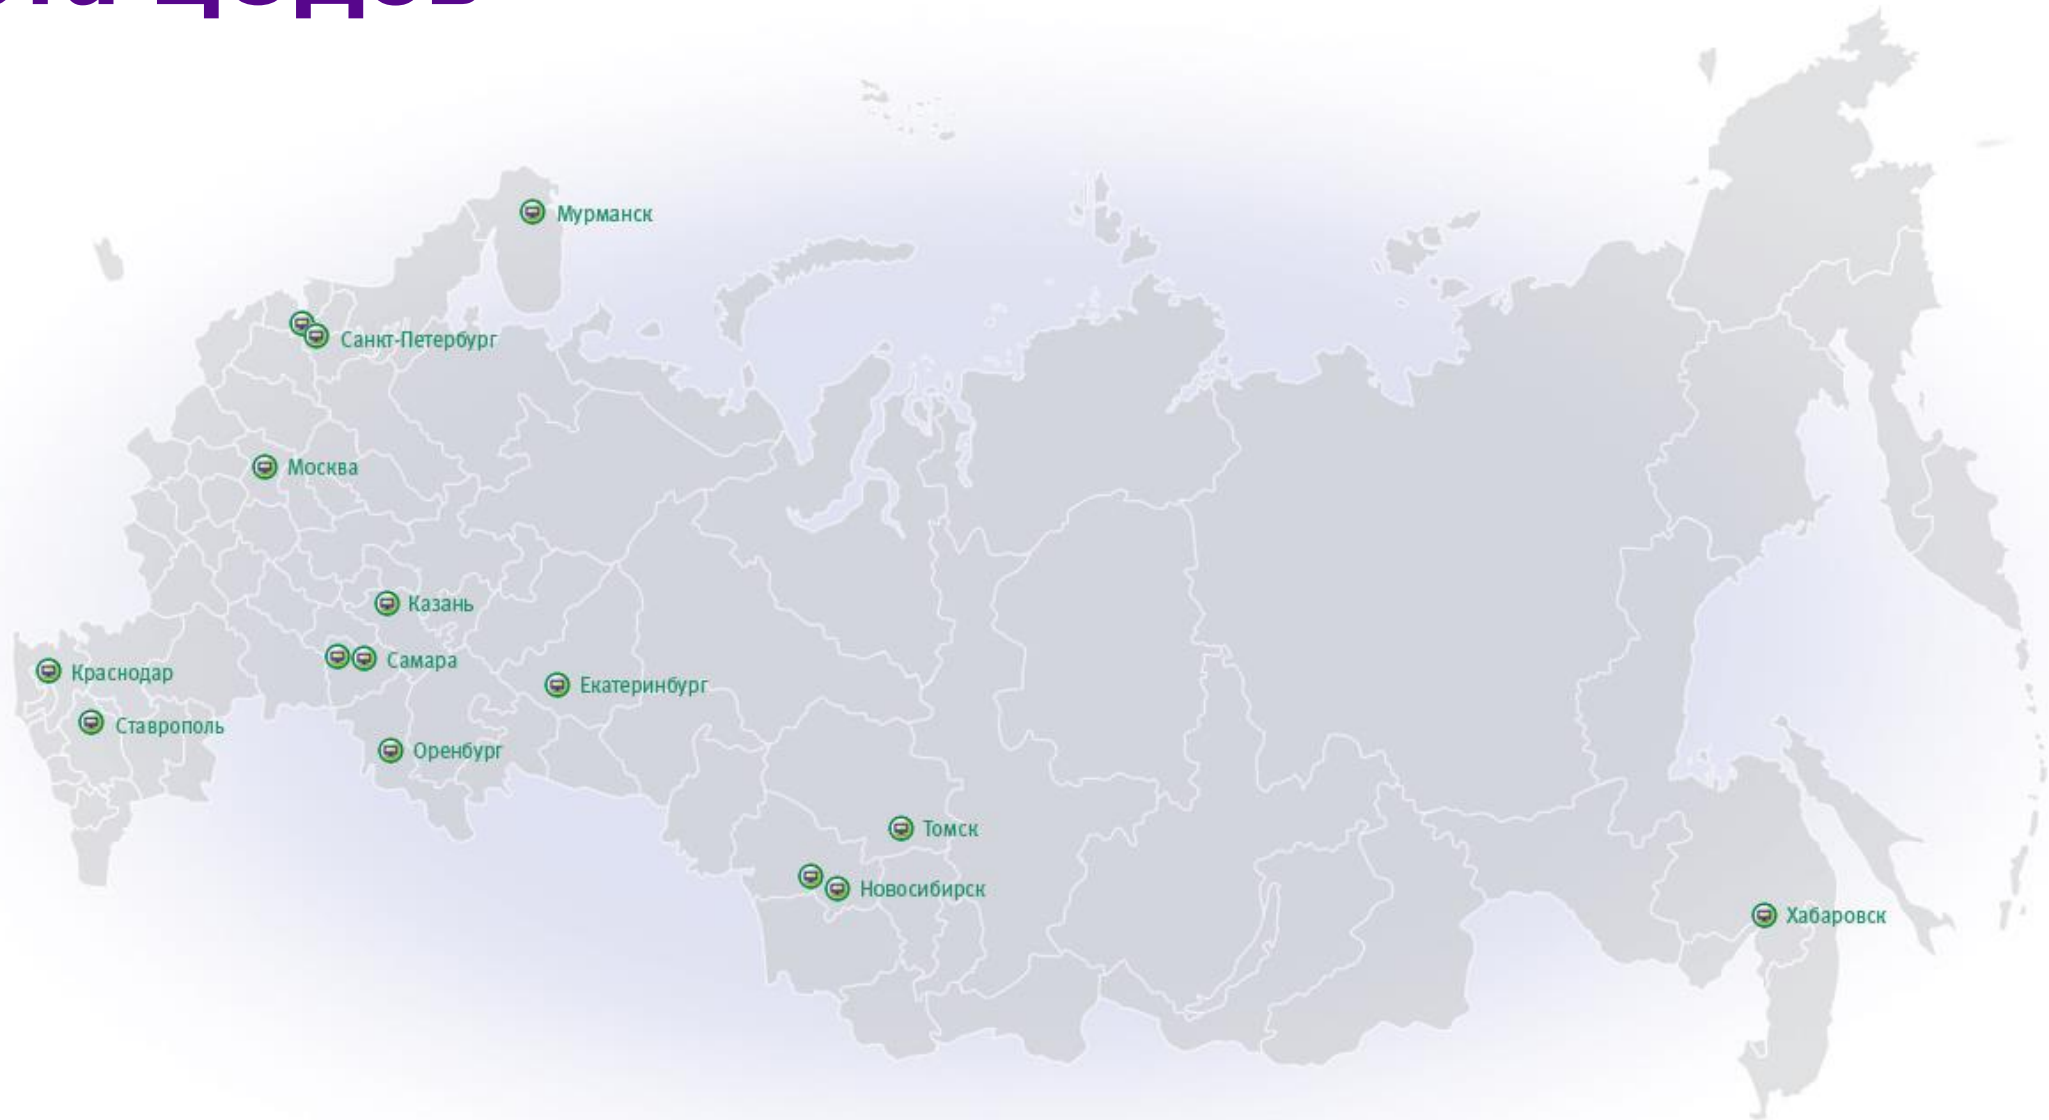 Мурманск
Санкт-Петербург
Москва
Казань
Самара
Краснодар
Екатеринбург
Ставрополь
Оренбург
Томск
Новосибирск
Хабаровск